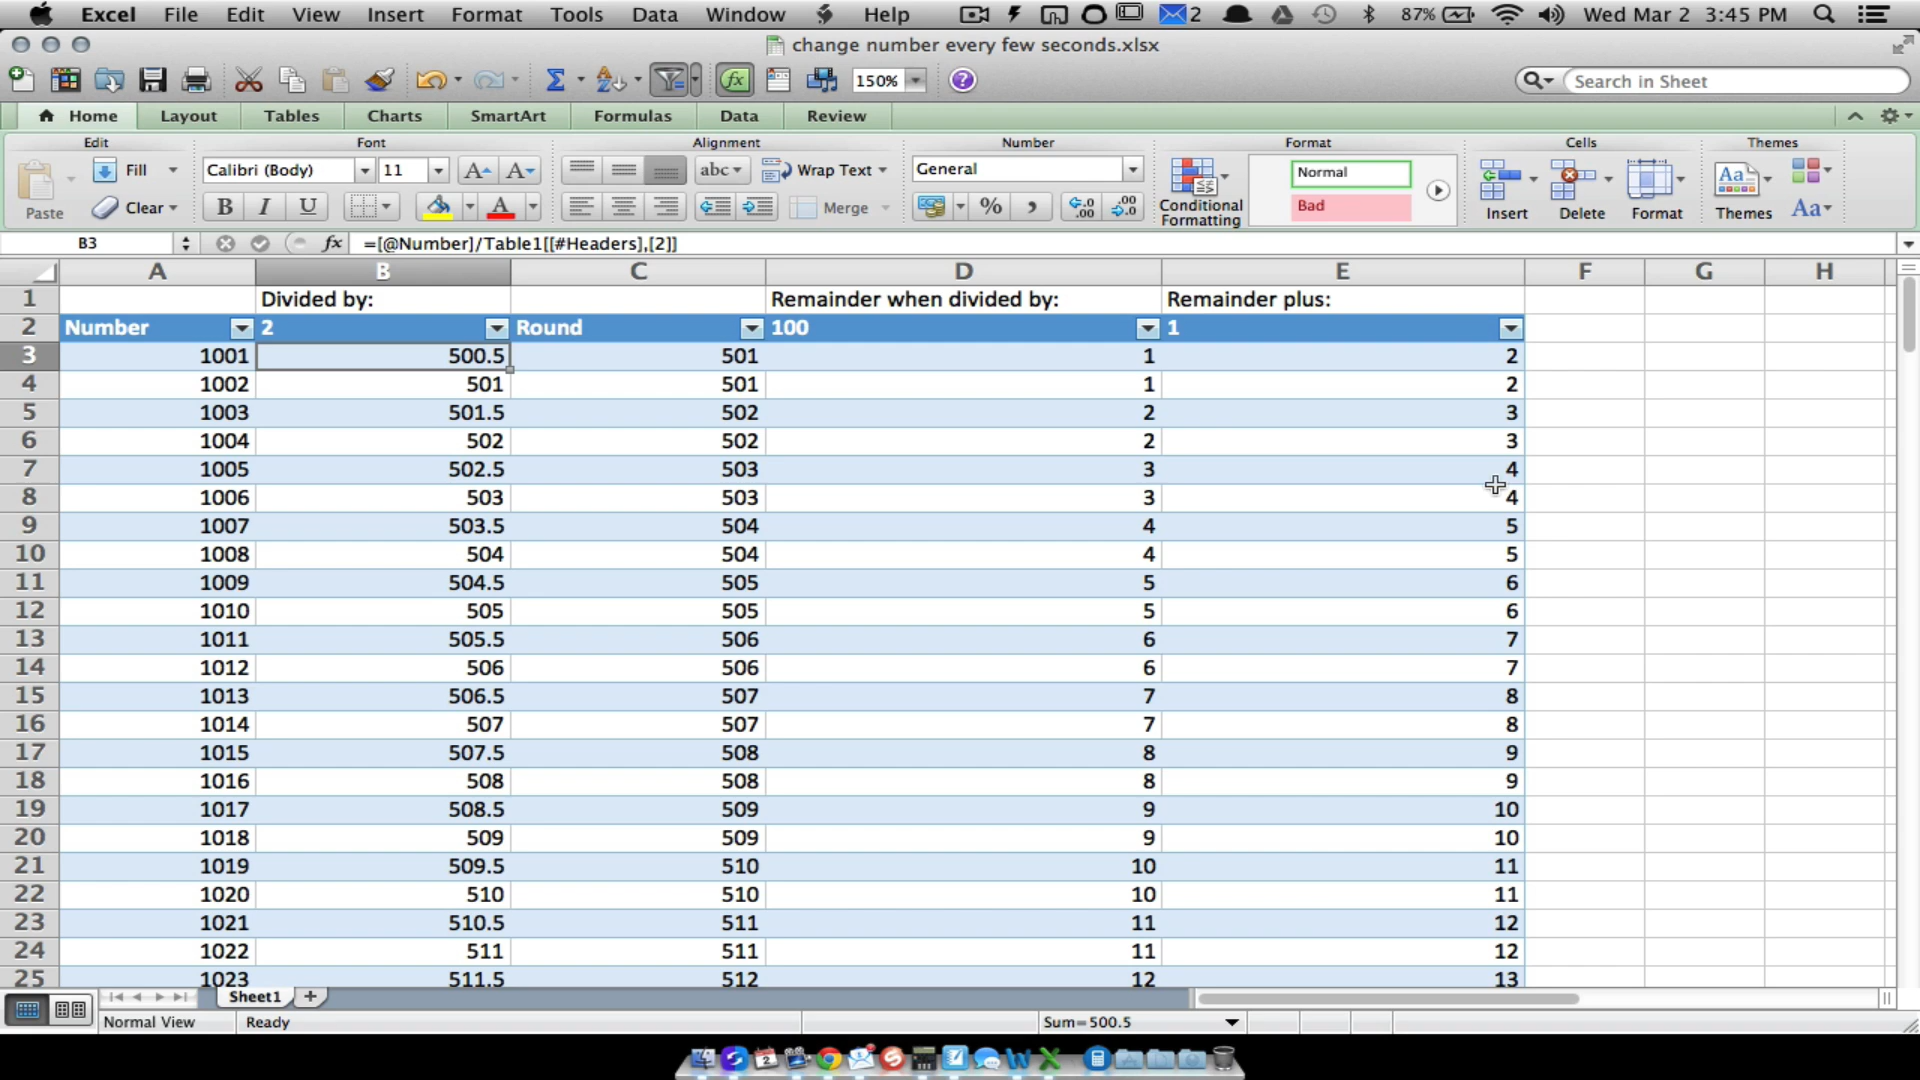 Excel File Edit View Insert Format Tools Data Window Help 2 87% Wed Mar 2 3:45 PM
change number every few seconds.xlsx
150% Search in Sheet
Home Layout Tables Charts SmartArt Formulas Data Review
Edit Font Alignment Number Format Cells Themes
Fill Calibri (Body) 11 abc Wrap Text General Normal
Paste Clear B I U Merge % Conditional Formatting Bad Insert Delete Format Themes Aa
B3 fx =[@Number]/Table1[[#Headers],[2]]
A B C D E F G H
1 Divided by: Remainder when divided by: Remainder plus:
2 Number 2 Round 100 1
3 1001 500.5 501 1 2
4 1002 501 501 1 2
5 1003 501.5 502 2 3
6 1004 502 502 2 3
7 1005 502.5 503 3 4
8 1006 503 503 3 4
9 1007 503.5 504 4 5
10 1008 504 504 4 5
11 1009 504.5 505 5 6
12 1010 505 505 5 6
13 1011 505.5 506 6 7
14 1012 506 506 6 7
15 1013 506.5 507 7 8
16 1014 507 507 7 8
17 1015 507.5 508 8 9
18 1016 508 508 8 9
19 1017 508.5 509 9 10
20 1018 509 509 9 10
21 1019 509.5 510 10 11
22 1020 510 510 10 11
23 1021 510.5 511 11 12
24 1022 511 511 11 12
25 1023 511.5 512 12 13
Sheet1
Normal View Ready Sum=500.5